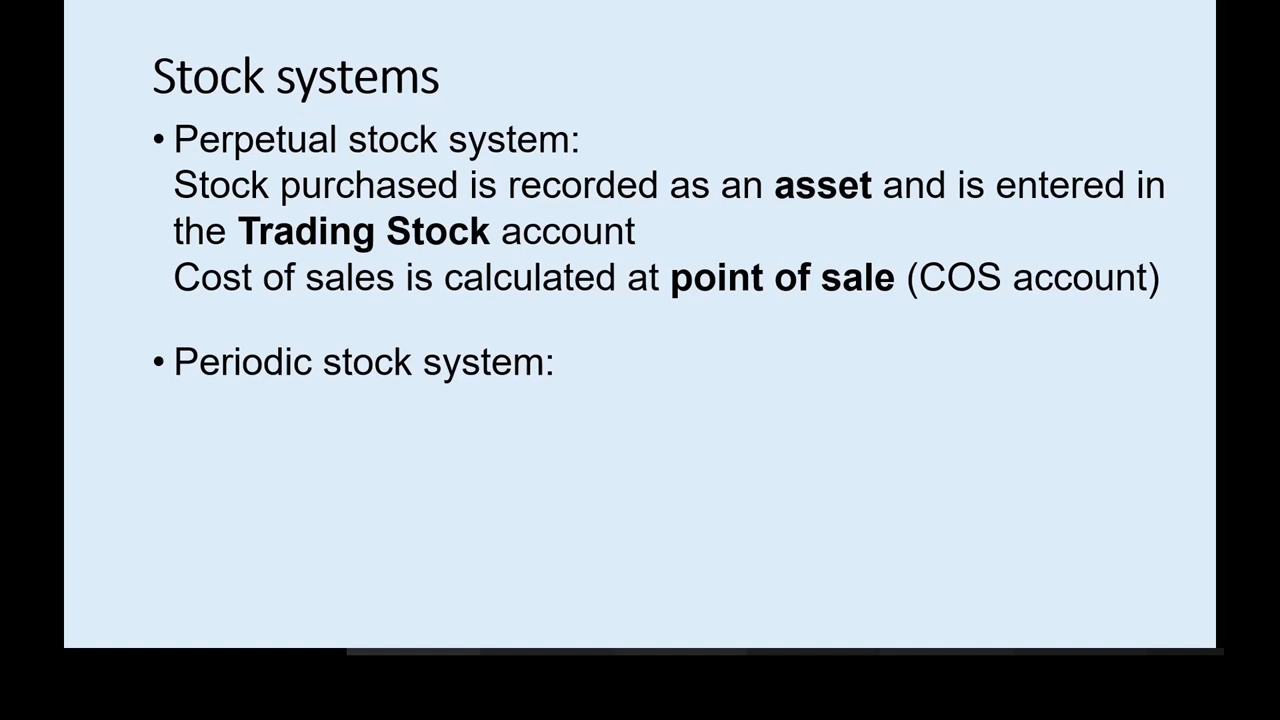 Stock systems
• Perpetual stock system:
Stock purchased is recorded as an asset and is entered in
the Trading Stock account
Cost of sales is calculated at point of sale (COS account)
• Periodic stock system: